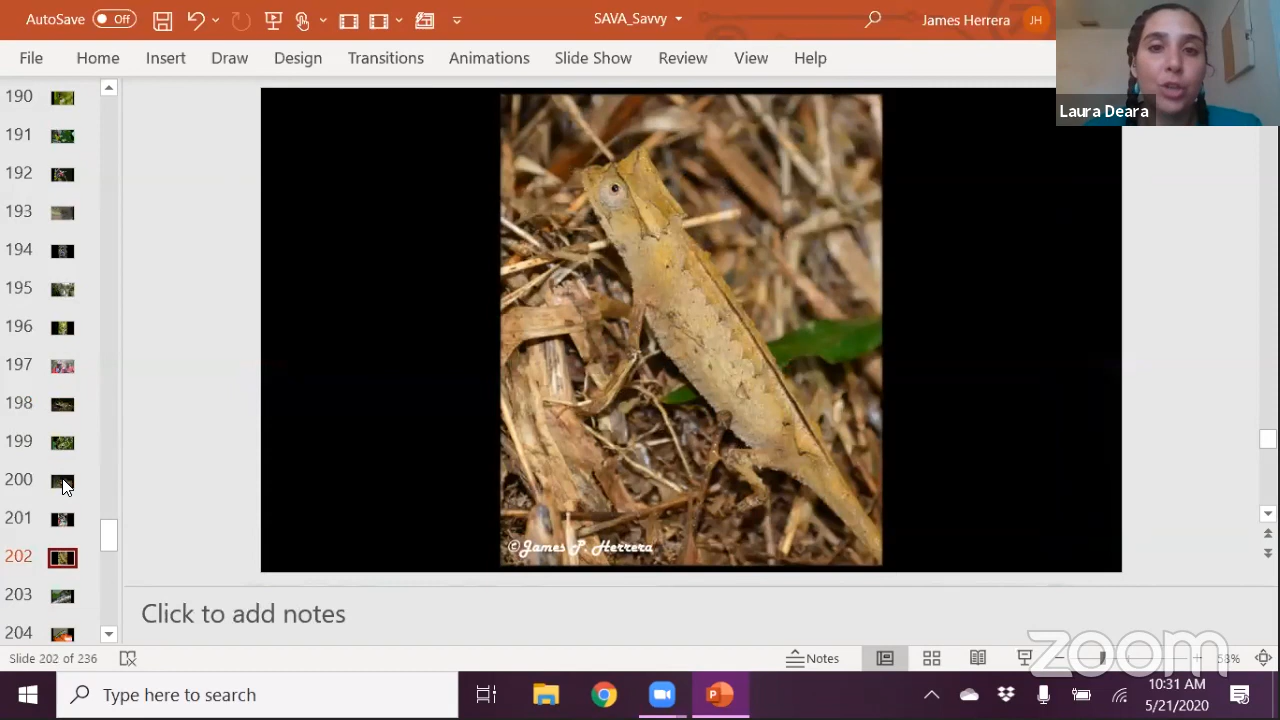 AutoSave Off SAVA_Savvy James Herrera JH
File Home Insert Draw Design Transitions Animations Slide Show Review View Help
Laura Deara
190
191
192
193
194
195
196
197
198
199
200
201
202
203
204
©James P. Herrera
Click to add notes
Slide 202 of 236 Notes 58%
zoom
Type here to search
10:31 AM
5/21/2020